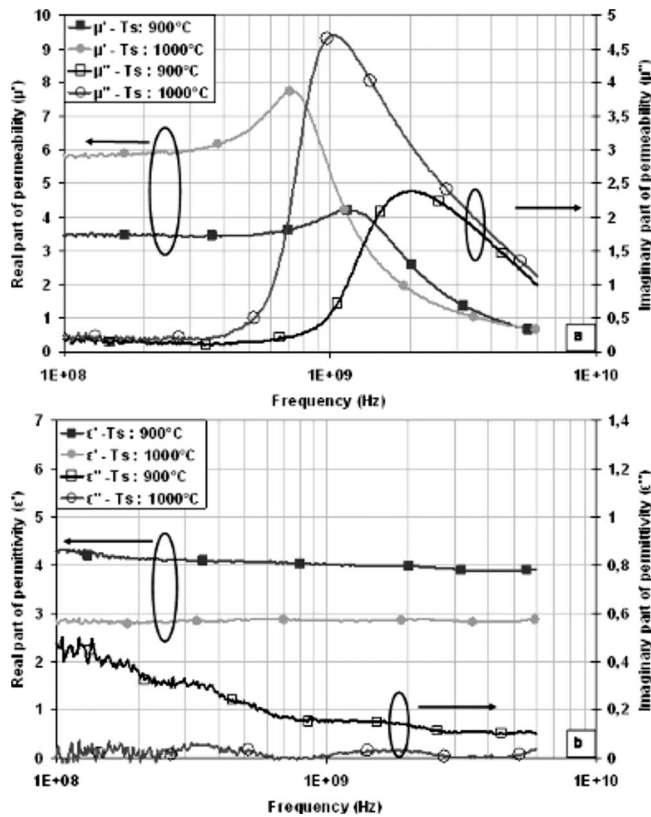 μ' - Ts: 900°C
μ' - Ts : 1000°C
μ" - Ts : 900°C
μ" - Ts : 1000°C
Real part of permeability (μ')
10
9
8
7
6
5
4
3
2
1
0
Imaginary part of permeability (μ")
5
4,5
4
3,5
3
2,5
2
1,5
1
0,5
0
a
1E+08
1E+09
1E+10
Frequency (Hz)
ε' -Ts : 900°C
ε' - Ts : 1000°C
ε" - Ts : 900°C
ε" - Ts : 1000°C
Real part of permittivity (ε')
7
6
5
4
3
2
1
0
Imaginary part of permittivity (ε")
1,4
1,2
1
0,8
0,6
0,4
0,2
0
b
1E+08
1E+09
1E+10
Frequency (Hz)